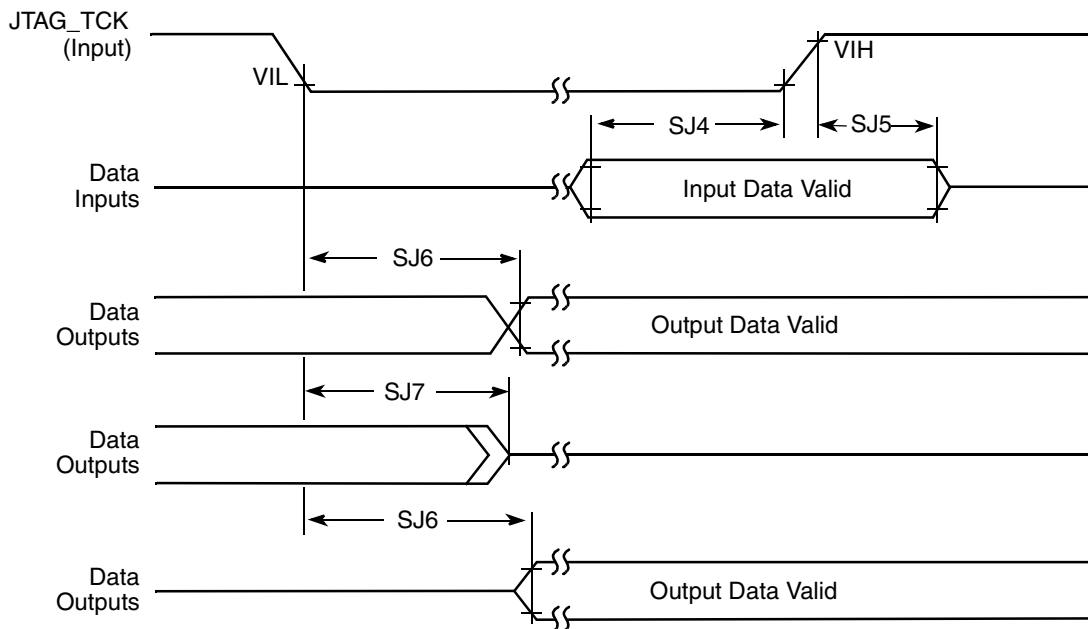 JTAG_TCK
(Input)
VIL
VIH
SJ4
SJ5
Data
Inputs
Input Data Valid
SJ6
Data
Outputs
Output Data Valid
SJ7
Data
Outputs
SJ6
Data
Outputs
Output Data Valid